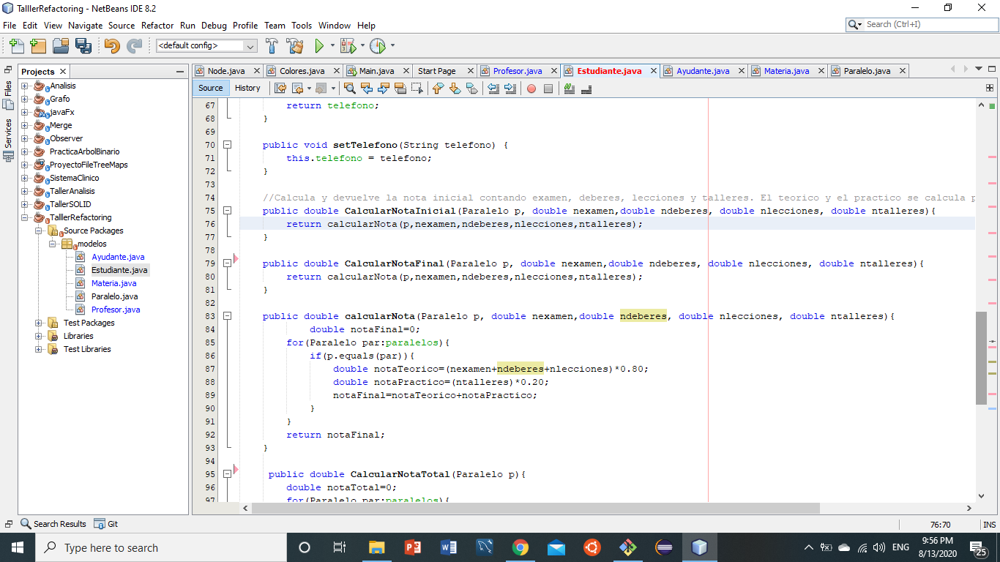 TalllerRefactoring - NetBeans IDE 8.2
File Edit View Navigate Source Refactor Run Debug Profile Team Tools Window Help
Search (Ctrl+I)
<default config>
Projects
Files
Services
Analisis
Grafo
javaFx
Merge
Observer
PracticaArbolBinario
ProyectoFileTreeMaps
SistemaClinico
TallerAnalisis
TallerSOLID
TalllerRefactoring
Source Packages
modelos
Ayudante.java
Estudiante.java
Materia.java
Paralelo.java
Profesor.java
Test Packages
Libraries
Test Libraries
Node.java Colores.java Main.java Start Page Profesor.java Estudiante.java Ayudante.java Materia.java Paralelo.java
Source History
67 return telefono;
68 }
69
70 public void setTelefono(String telefono) {
71 this.telefono = telefono;
72 }
73
74 //Calcula y devuelve la nota inicial contando examen, deberes, lecciones y talleres. El teorico y el practico se calcula p
75 public double CalcularNotaInicial(Paralelo p, double nexamen,double ndeberes, double nlecciones, double ntalleres){
76 return calcularNota(p,nexamen,ndeberes,nlecciones,ntalleres);
77 }
78
79 public double CalcularNotaFinal(Paralelo p, double nexamen,double ndeberes, double nlecciones, double ntalleres){
80 return calcularNota(p,nexamen,ndeberes,nlecciones,ntalleres);
81 }
82
83 public double calcularNota(Paralelo p, double nexamen,double ndeberes, double nlecciones, double ntalleres){
84 double notaFinal=0;
85 for(Paralelo par:paralelos){
86 if(p.equals(par)){
87 double notaTeorico=(nexamen+ndeberes+nlecciones)*0.80;
88 double notaPractico=(ntalleres)*0.20;
89 notaFinal=notaTeorico+notaPractico;
90 }
91 }
92 return notaFinal;
93 }
94
95 public double CalcularNotaTotal(Paralelo p){
96 double notaTotal=0;
97 for(Paralelo par:paralelos){
Search Results Git
76:70 INS
Type here to search
ENG
9:56 PM
8/13/2020
25